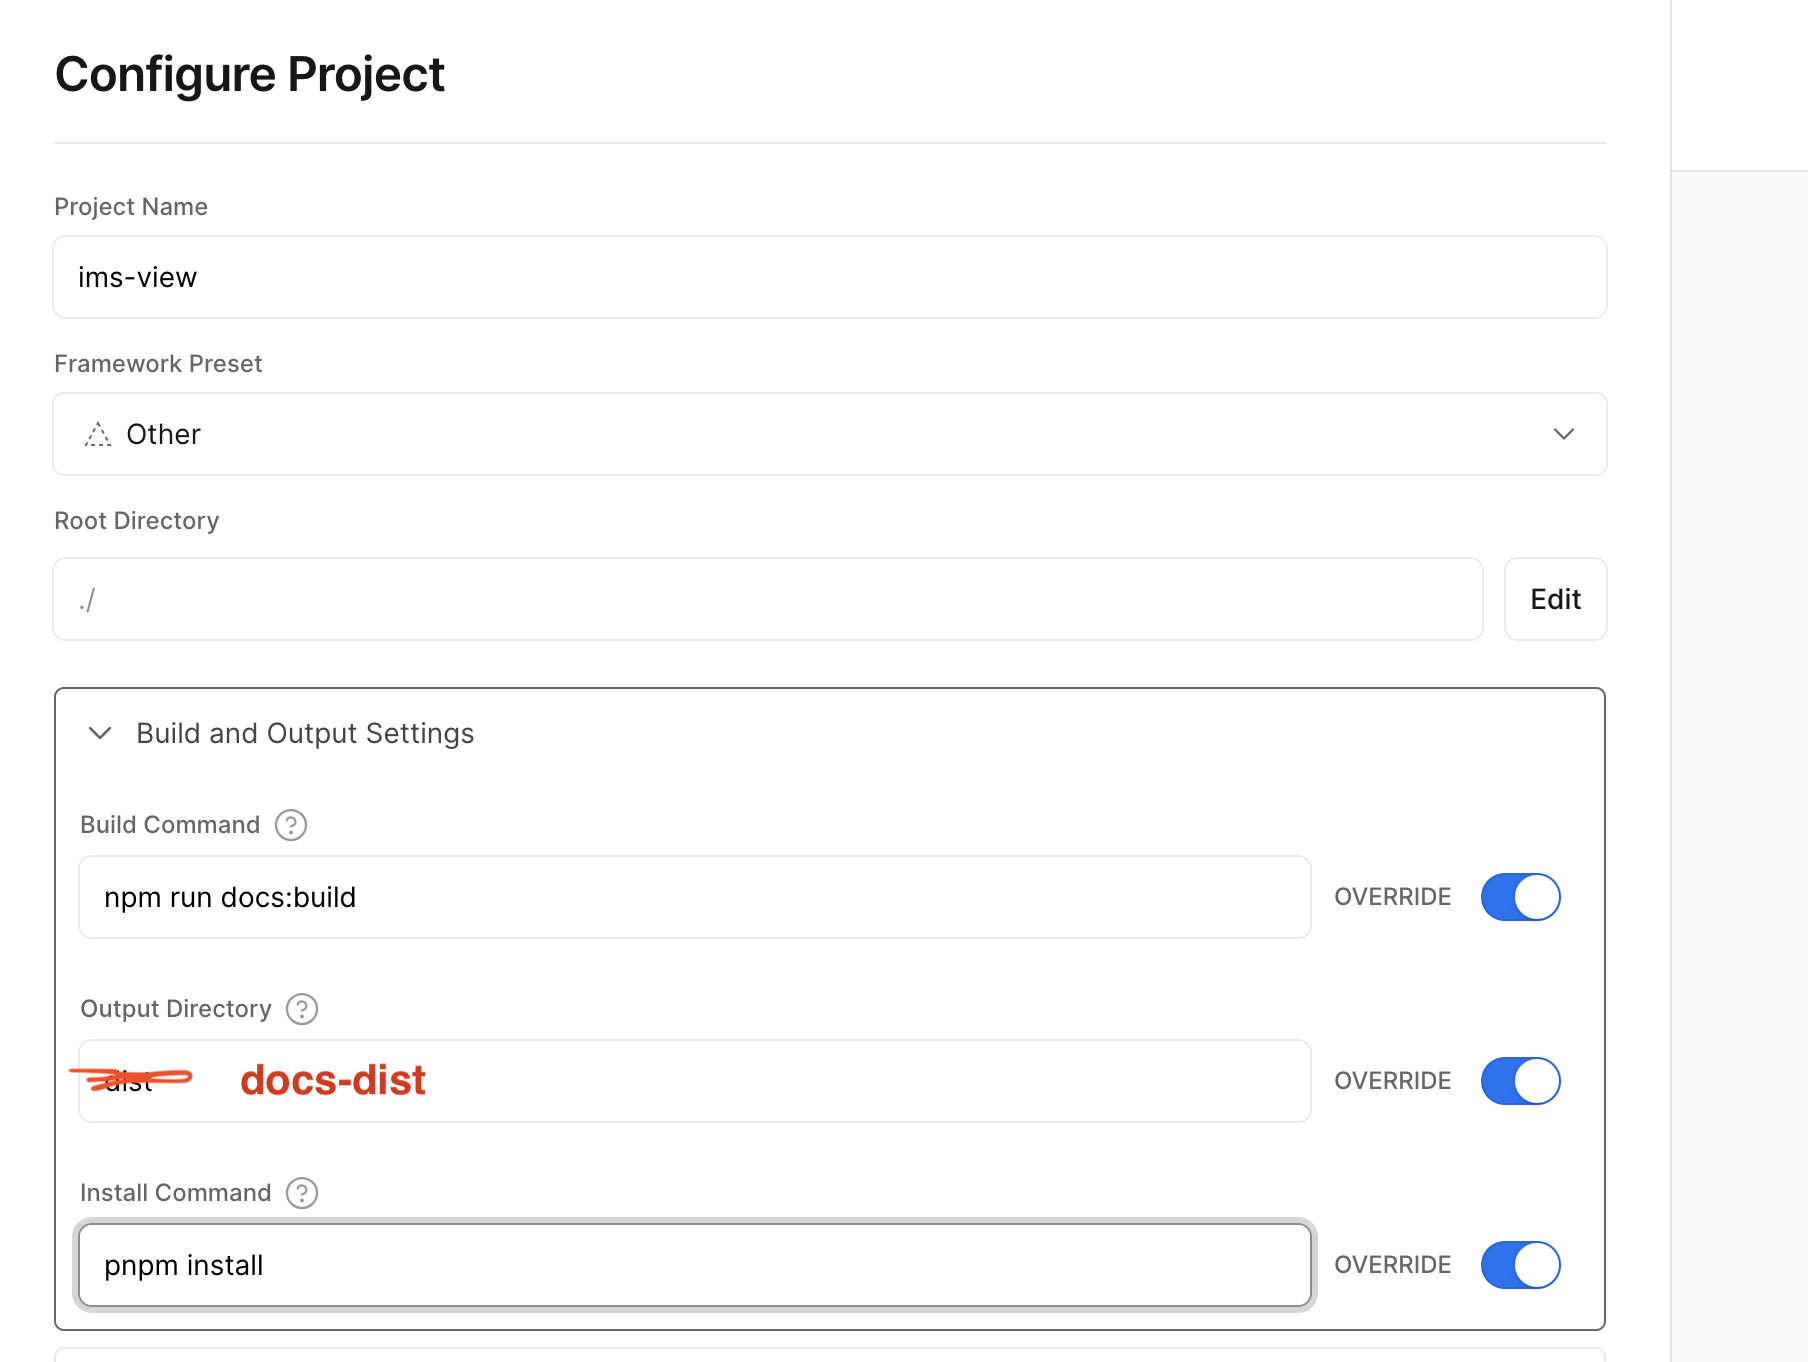 Configure Project
Project Name
ims-view
Framework Preset
Other
Root Directory
./
Edit
Build and Output Settings
Build Command ?
npm run docs:build
OVERRIDE
Output Directory ?
dist docs-dist
OVERRIDE
Install Command ?
pnpm install
OVERRIDE